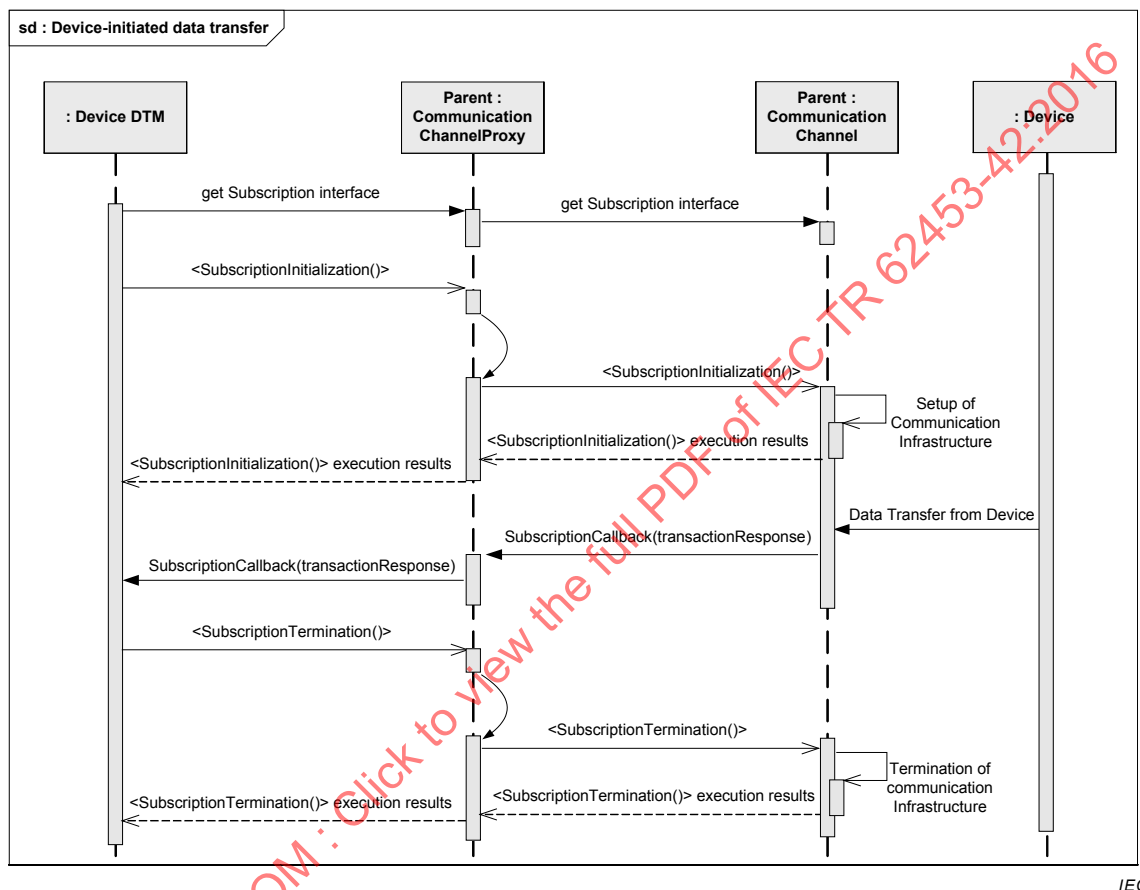 sd : Device-initiated data transfer
: Device DTM
Parent :
Communication
ChannelProxy
Parent :
Communication
Channel
: Device
get Subscription interface
get Subscription interface
<SubscriptionInitialization()>
<SubscriptionInitialization()>
Setup of
Communication
Infrastructure
<SubscriptionInitialization()> execution results
<SubscriptionInitialization()> execution results
Data Transfer from Device
SubscriptionCallback(transactionResponse)
SubscriptionCallback(transactionResponse)
<SubscriptionTermination()>
<SubscriptionTermination()>
Termination of
communication
Infrastructure
<SubscriptionTermination()> execution results
<SubscriptionTermination()> execution results
OM : Click to view the full PDF of IEC TR 62453-42:2016
IEC